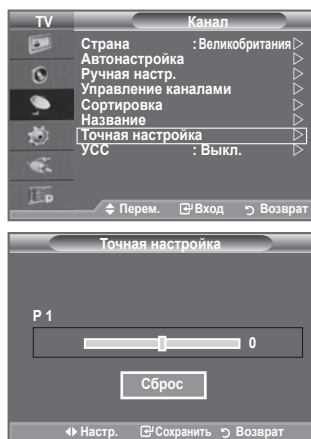 TV Канал
Страна : Великобритания
Автонастройка
Ручная настр.
Управление каналами
Сортировка
Название
Точная настройка
УСС : Выкл.
Перем. Вход Возврат
Точная настройка
P 1
0
Сброс
Настр. Сохранить Возврат